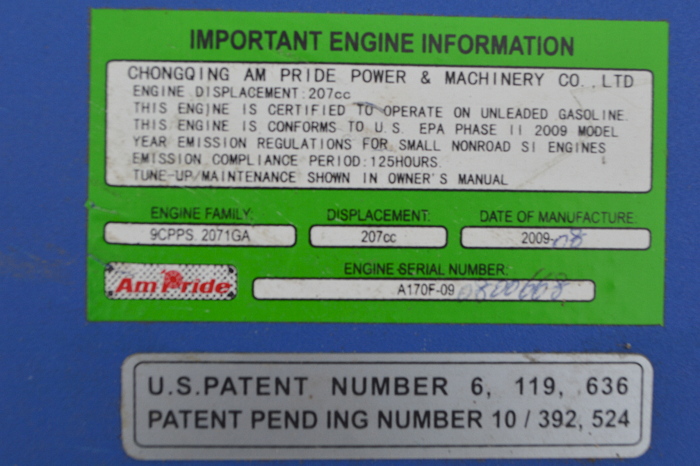 IMPORTANT ENGINE INFORMATION
CHONGQING AM PRIDE POWER & MACHINERY CO., LTD
ENGINE DISPLACEMENT:207cc
THIS ENGINE IS CERTIFIED TO OPERATE ON UNLEADED GASOLINE.
THIS ENGINE IS CONFORMS TO U.S. EPA PHASE II 2009 MODEL
YEAR EMISSION REGULATIONS FOR SMALL NONROAD SI ENGINES
EMISSION COMPLIANCE PERIOD:125HOURS.
TUNE-UP/MAINTENANCE SHOWN IN OWNER'S MANUAL
ENGINE FAMILY: DISPLACEMENT: DATE OF MANUFACTURE:
9CPPS.2071GA 207cc 2009-08
ENGINE SERIAL NUMBER:
Am Pride A170F-09 0800668
U.S.PATENT NUMBER 6, 119, 636
PATENT PENDING NUMBER 10 / 392, 524